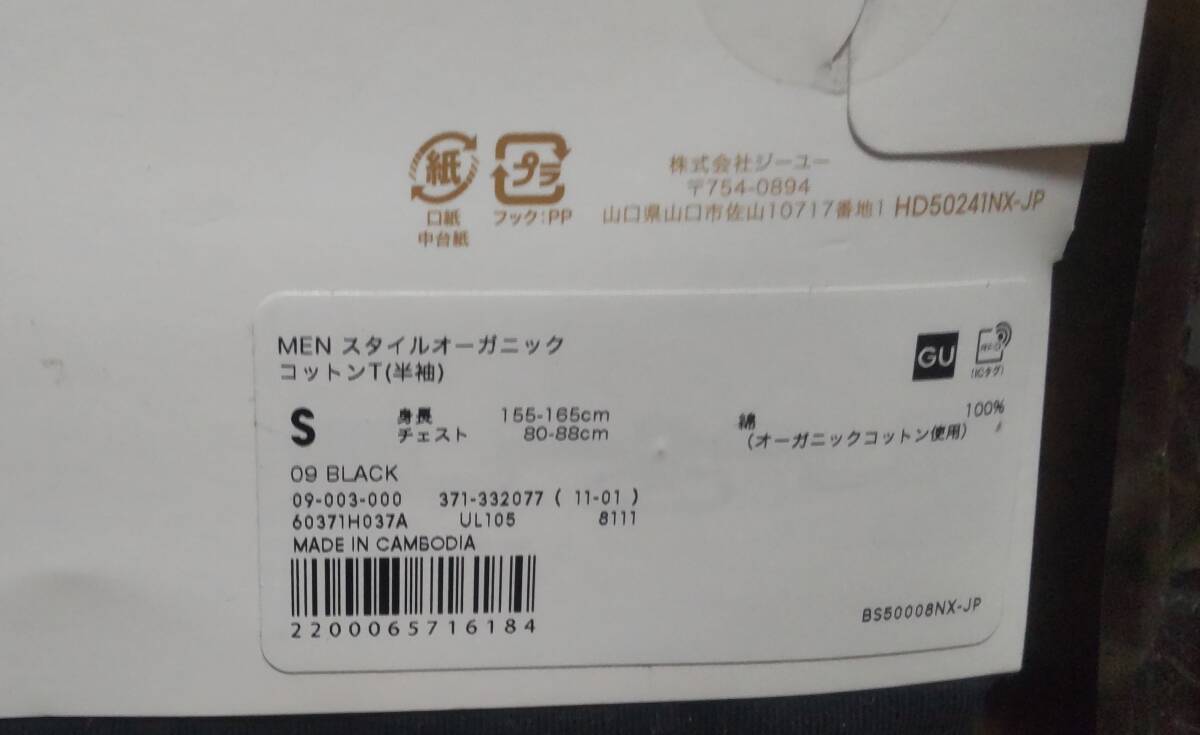 紙
プラ
口紙
中台紙
フック:PP
株式会社ジーユー
〒754-0894
山口県山口市佐山10717番地1 HD50241NX-JP
MEN スタイルオーガニック
コットンT(半袖)
GU
(ICタグ)
S
身長 155-165cm
チェスト 80-88cm
綿 100%
(オーガニックコットン使用)
09 BLACK
09-003-000 371-332077 ( 11-01 )
60371H037A UL105 8111
MADE IN CAMBODIA
2200065716184
BS50008NX-JP